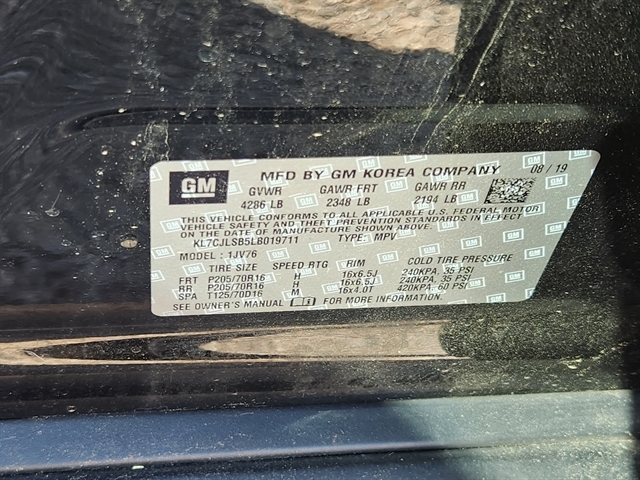 GM
MFD BY GM KOREA COMPANY 08/19
GVWR GAWR FRT GAWR RR
4286 LB 2348 LB 2194 LB
THIS VEHICLE CONFORMS TO ALL APPLICABLE U.S. FEDERAL MOTOR
VEHICLE SAFETY AND THEFT PREVENTION STANDARDS IN EFFECT
ON THE DATE OF MANUFACTURE SHOWN ABOVE.
KL7CJLSB5LB019711 TYPE: MPV
MODEL : 1JV76
TIRE SIZE SPEED RTG RIM COLD TIRE PRESSURE
FRT P205/70R16 H 16x6.5J 240KPA, 35 PSI
RR P205/70R16 H 16x6.5J 240KPA, 35 PSI
SPA T125/70D16 M 16x4.0T 420KPA, 60 PSI
SEE OWNER'S MANUAL FOR MORE INFORMATION.